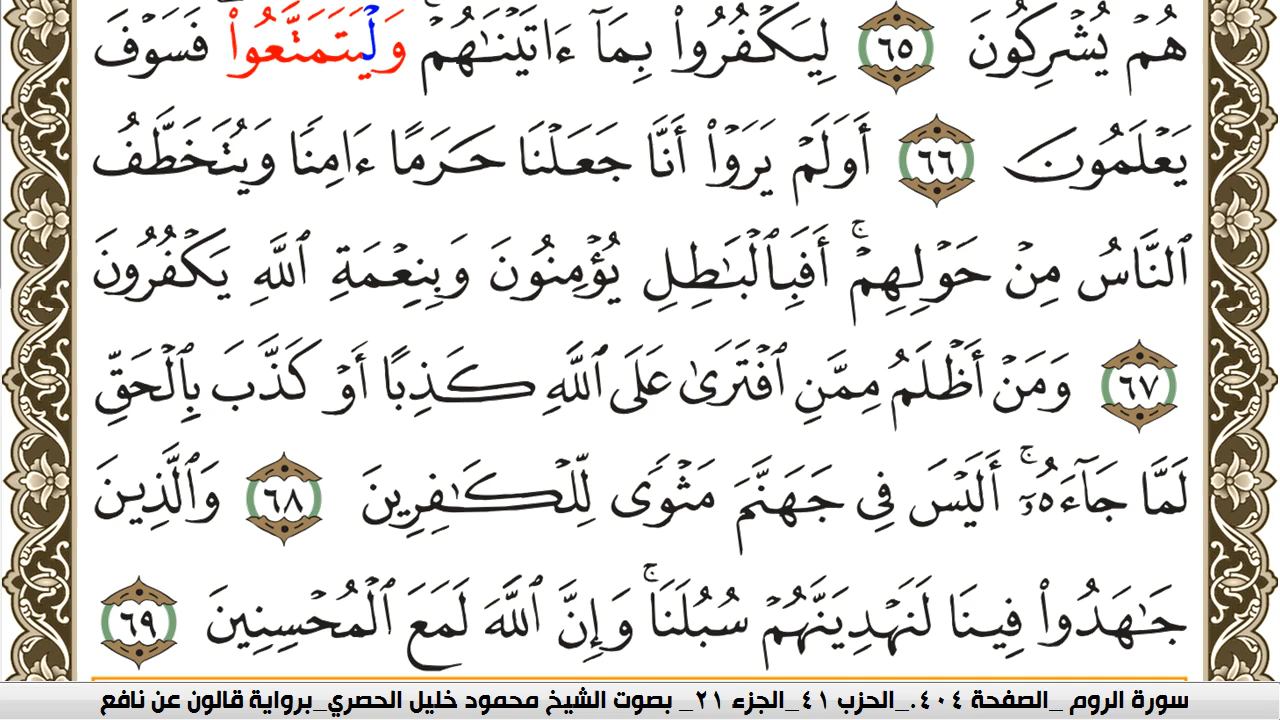 هُمْ يُشْرِكُونَ ٦٥ لِيَكْفُرُوا۟ بِمَآ ءَاتَيْنَـٰهُمْۚ وَلْيَتَمَتَّعُوا۟ فَسَوْفَ
يَعْلَمُونَ ٦٦ أَوَلَمْ يَرَوْا۟ أَنَّا جَعَلْنَا حَرَمًا ءَامِنًا وَيُتَخَطَّفُ
ٱلنَّاسُ مِنْ حَوْلِهِمْۚ أَفَبِٱلْبَـٰطِلِ يُؤْمِنُونَ وَبِنِعْمَةِ ٱللَّهِ يَكْفُرُونَ
٦٧ وَمَنْ أَظْلَمُ مِمَّنِ ٱفْتَرَىٰ عَلَى ٱللَّهِ كَذِبًا أَوْ كَذَّبَ بِٱلْحَقِّ
لَمَّا جَآءَهُۥٓۚ أَلَيْسَ فِي جَهَنَّمَ مَثْوًى لِّلْكَـٰفِرِينَ ٦٨ وَٱلَّذِينَ
جَـٰهَدُوا۟ فِينَا لَنَهْدِيَنَّهُمْ سُبُلَنَاۚ وَإِنَّ ٱللَّهَ لَمَعَ ٱلْمُحْسِنِينَ ٦٩
سورة الروم _الصفحة ٤٠٤._الحزب ٤١_الجزء ٢١_ بصوت الشيخ محمود خليل الحصري_برواية قالون عن نافع